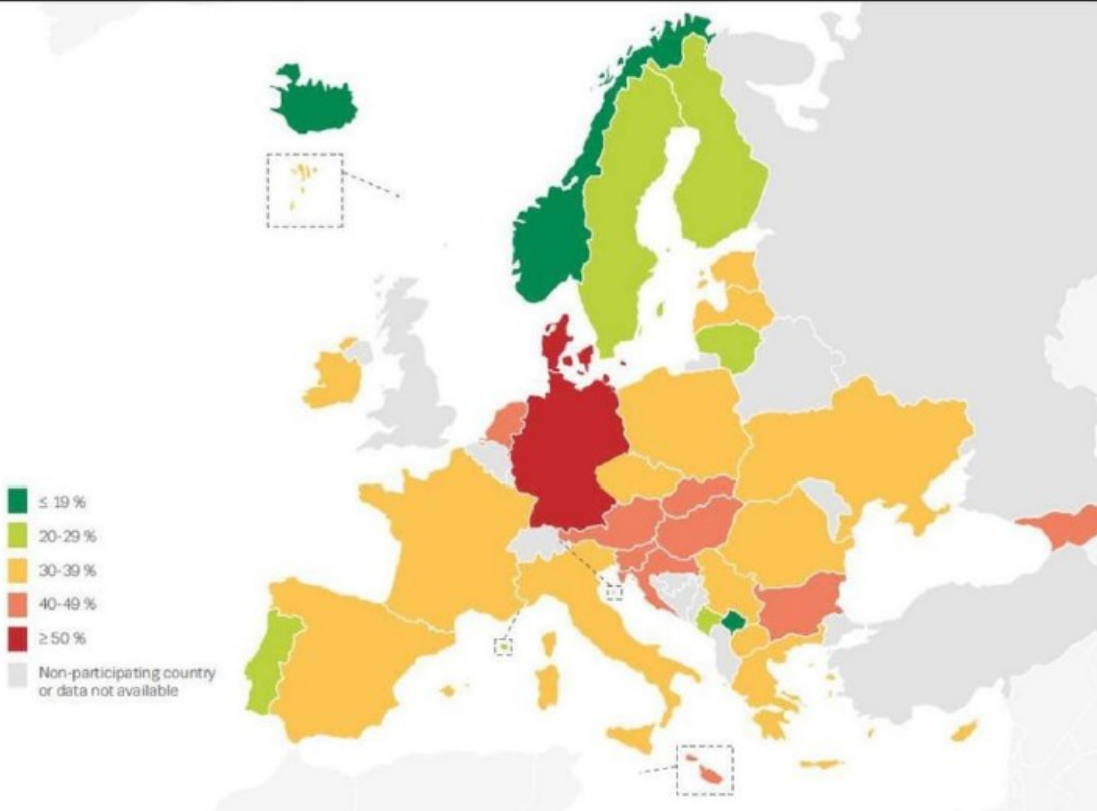 ≤ 19 %
20-29 %
30-39 %
40-49 %
≥ 50 %
Non-participating country
or data not available